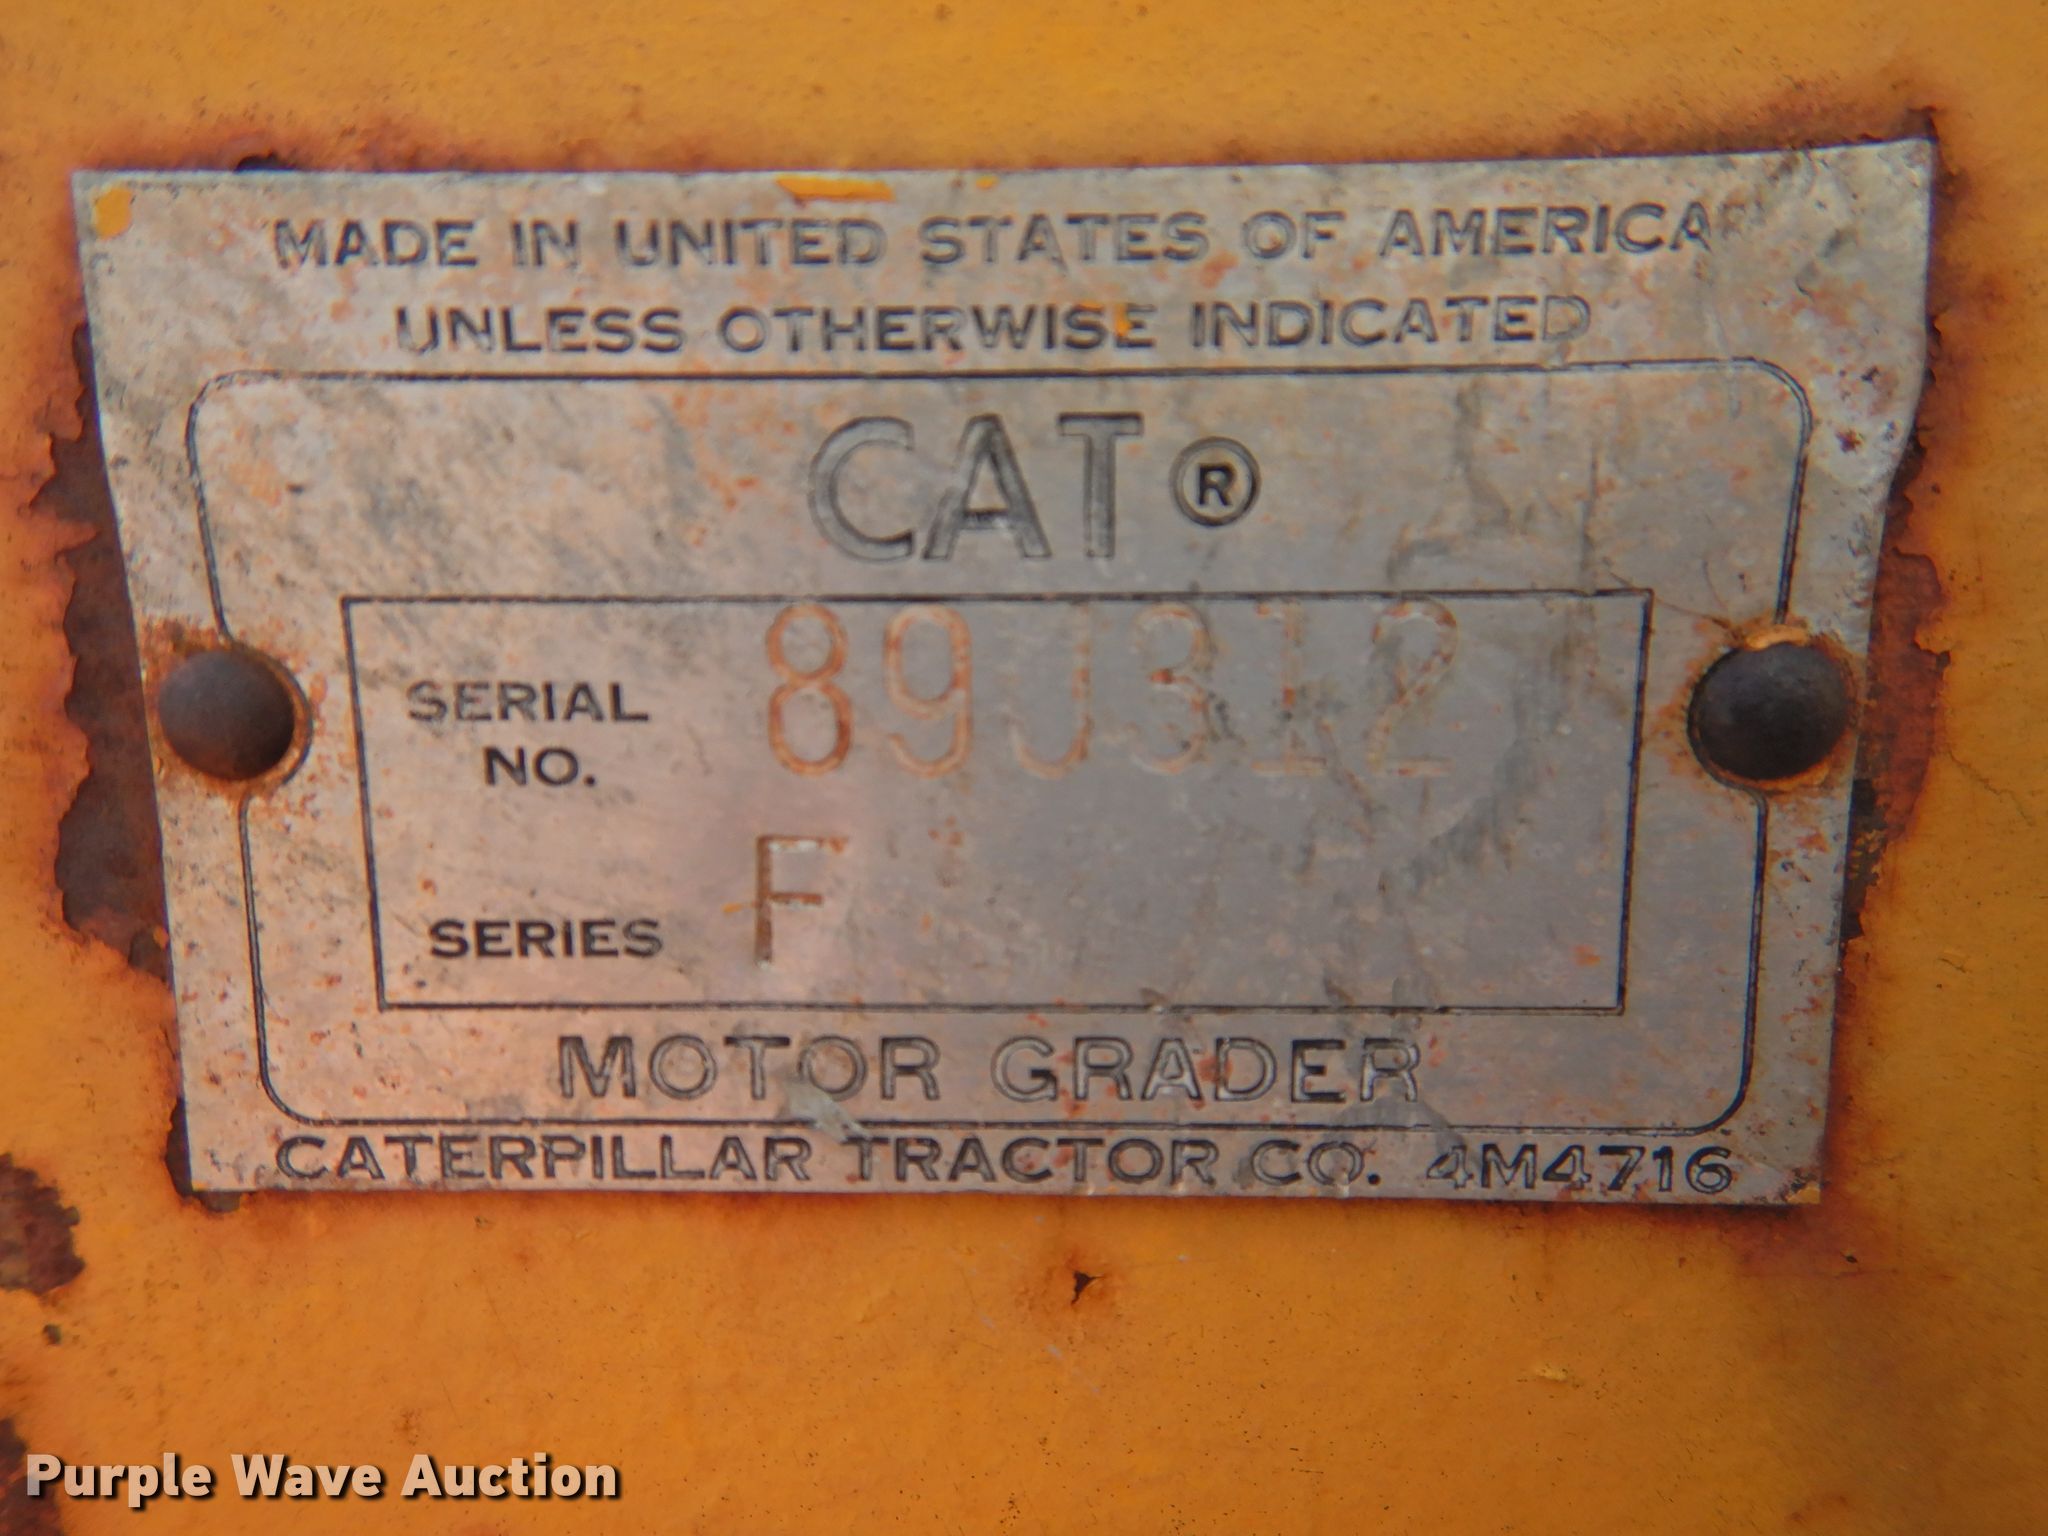 MADE IN UNITED STATES OF AMERICA
UNLESS OTHERWISE INDICATED
CAT®
SERIAL NO. 89J312
SERIES F
MOTOR GRADER
CATERPILLAR TRACTOR CO. 4M4716
Purple Wave Auction